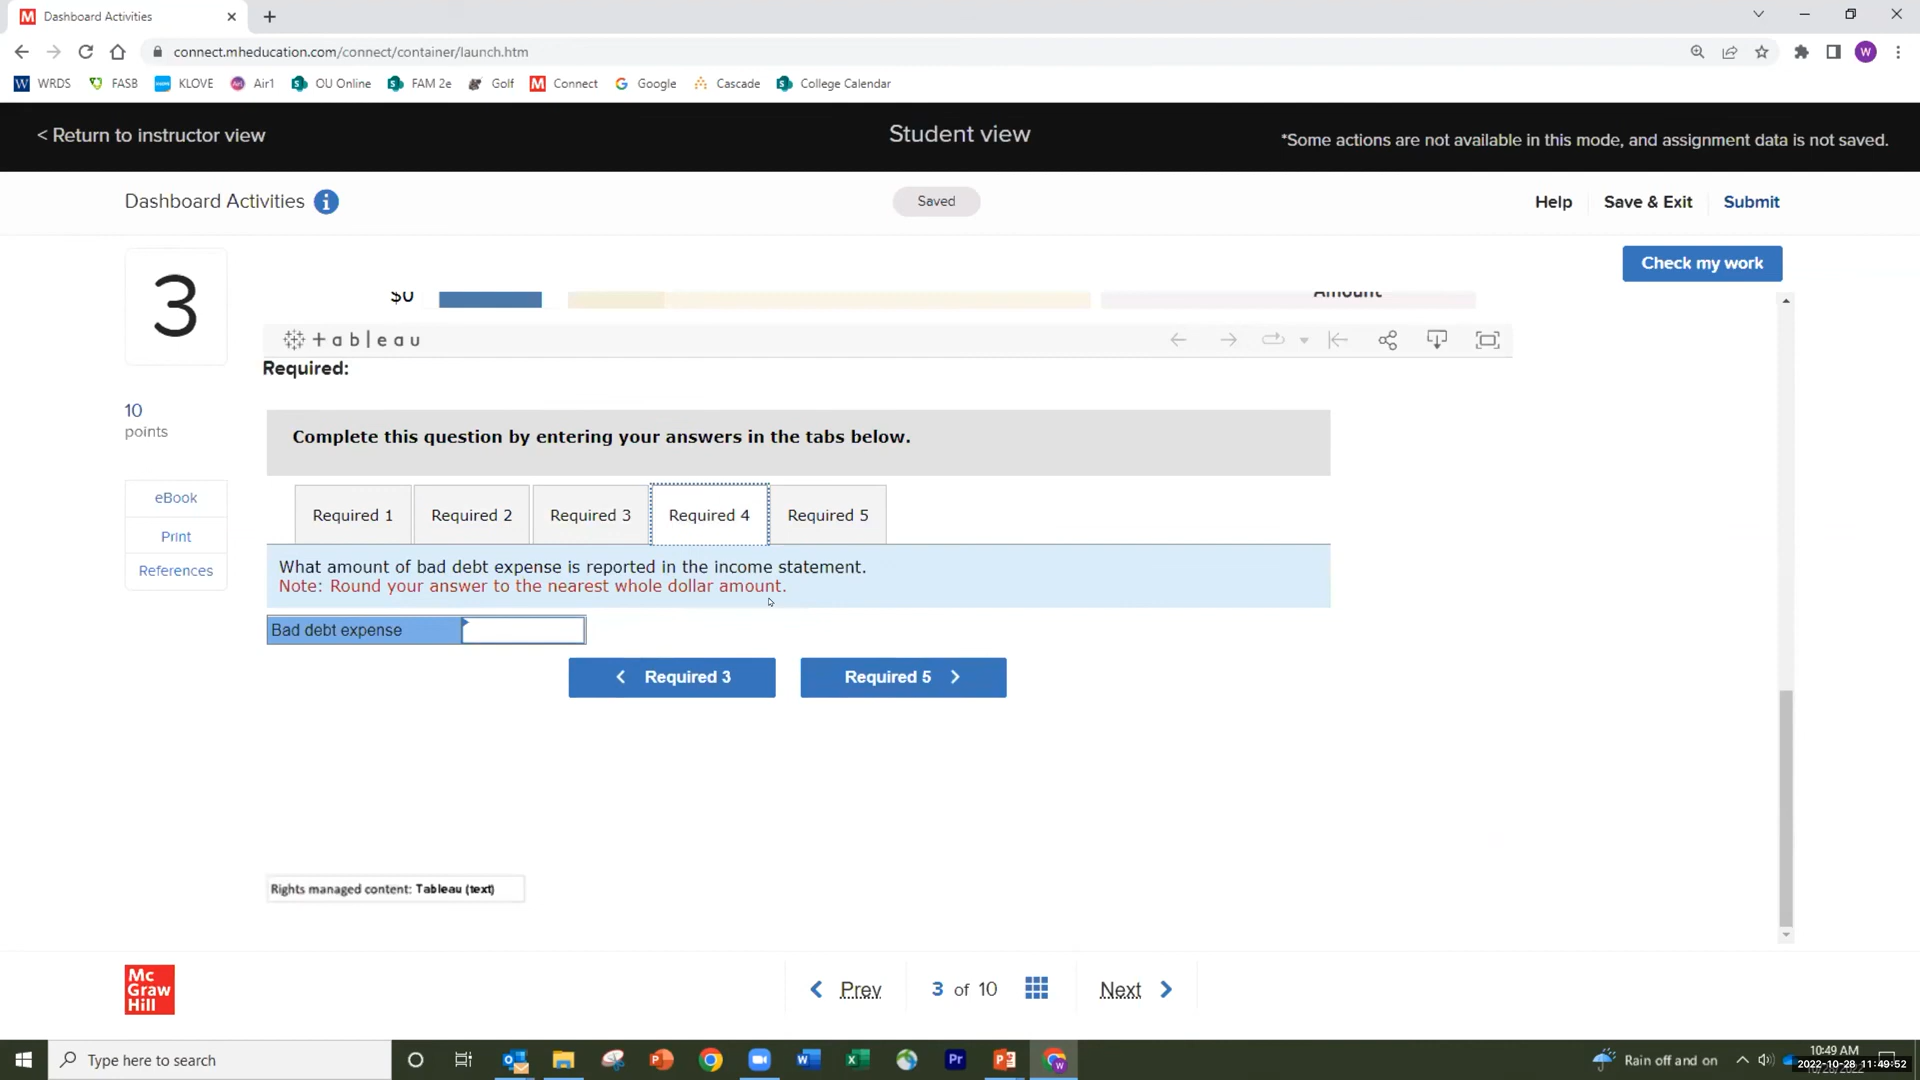 Dashboard Activities
connect.mheducation.com/connect/container/launch.htm
W
WRDS
FASB
KLOVE
Air1
OU Online
FAM 2e
Golf
Connect
Google
Cascade
College Calendar
< Return to instructor view
Student view
*Some actions are not available in this mode, and assignment data is not saved.
Dashboard Activities
Saved
Help
Save & Exit
Submit
3
Check my work
$0
Amount
+ a b | e a u
Required:
10
points
Complete this question by entering your answers in the tabs below.
eBook
Print
References
Required 1
Required 2
Required 3
Required 4
Required 5
What amount of bad debt expense is reported in the income statement.
Note: Round your answer to the nearest whole dollar amount.
Bad debt expense
< Required 3
Required 5 >
Rights managed content: Tableau (text)
Mc
Graw
Hill
< Prev
3 of 10
Next >
Type here to search
Rain off and on
10:49 AM
2022-10-28 11:49:52